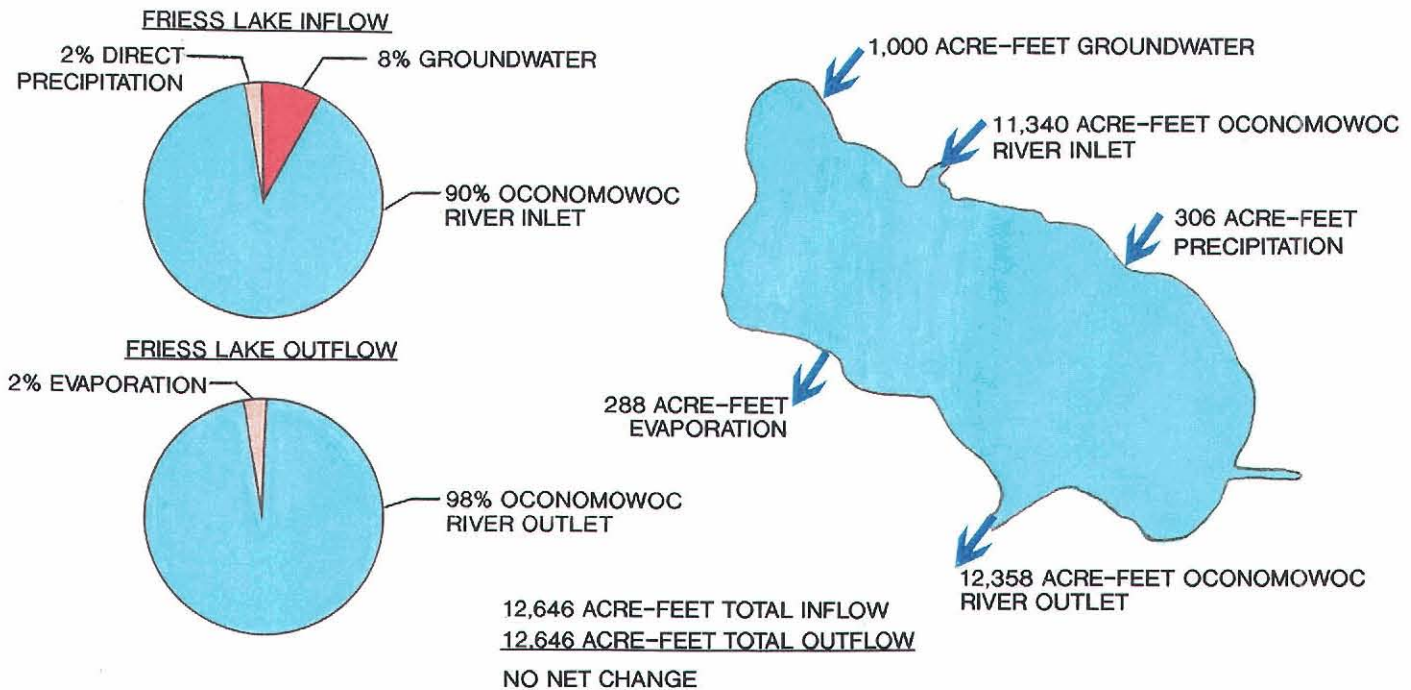 FRIESS LAKE INFLOW
2% DIRECT
PRECIPITATION
8% GROUNDWATER
90% OCONOMOWOC
RIVER INLET
FRIESS LAKE OUTFLOW
2% EVAPORATION
98% OCONOMOWOC
RIVER OUTLET
1,000 ACRE-FEET GROUNDWATER
11,340 ACRE-FEET OCONOMOWOC
RIVER INLET
306 ACRE-FEET
PRECIPITATION
288 ACRE-FEET
EVAPORATION
12,358 ACRE-FEET OCONOMOWOC
RIVER OUTLET
12,646 ACRE-FEET TOTAL INFLOW
12,646 ACRE-FEET TOTAL OUTFLOW
NO NET CHANGE